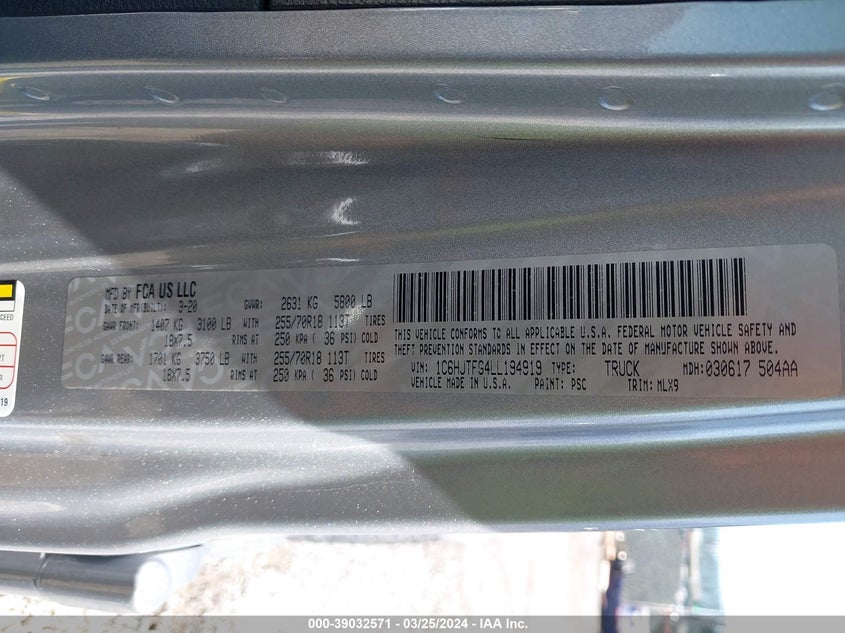 MFD BY FCA US LLC
DATE OF MFR(BUILT): 3-20 GVWR: 2631 KG 5800 LB
GAWR FRONT: 1407 KG 3100 LB WITH 255/70R18 113T TIRES
18X7.5 RIMS AT 250 KPA ( 36 PSI) COLD
GAWR REAR: 1701 KG 3750 LB WITH 255/70R18 113T TIRES
18X7.5 RIMS AT 250 KPA ( 36 PSI) COLD
THIS VEHICLE CONFORMS TO ALL APPLICABLE U.S.A. FEDERAL MOTOR VEHICLE SAFETY AND
THEFT PREVENTION STANDARDS IN EFFECT ON THE DATE OF MANUFACTURE SHOWN ABOVE.
VIN: 1C6HJTFG4LL194919 TYPE: TRUCK MDH: 030617 504AA
VEHICLE MADE IN U.S.A. PAINT: PSC TRIM: MLX9
19
000-39032571 - 03/25/2024 - IAA Inc.